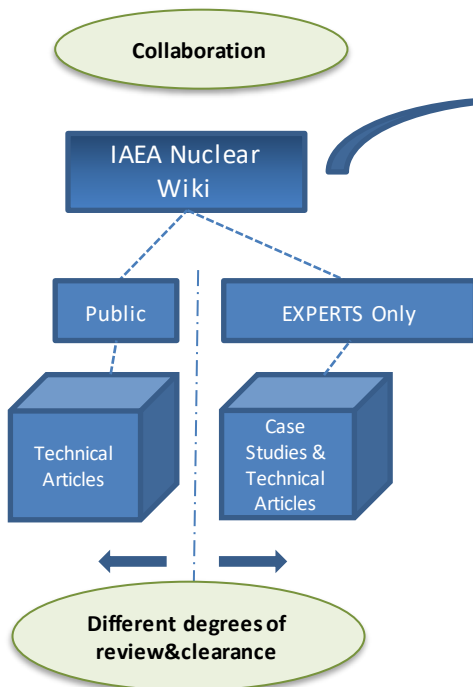 Collaboration
IAEA Nuclear
Wiki
Public
EXPERTS Only
Technical
Articles
Case
Studies &
Technical
Articles
Different degrees of
review&clearance